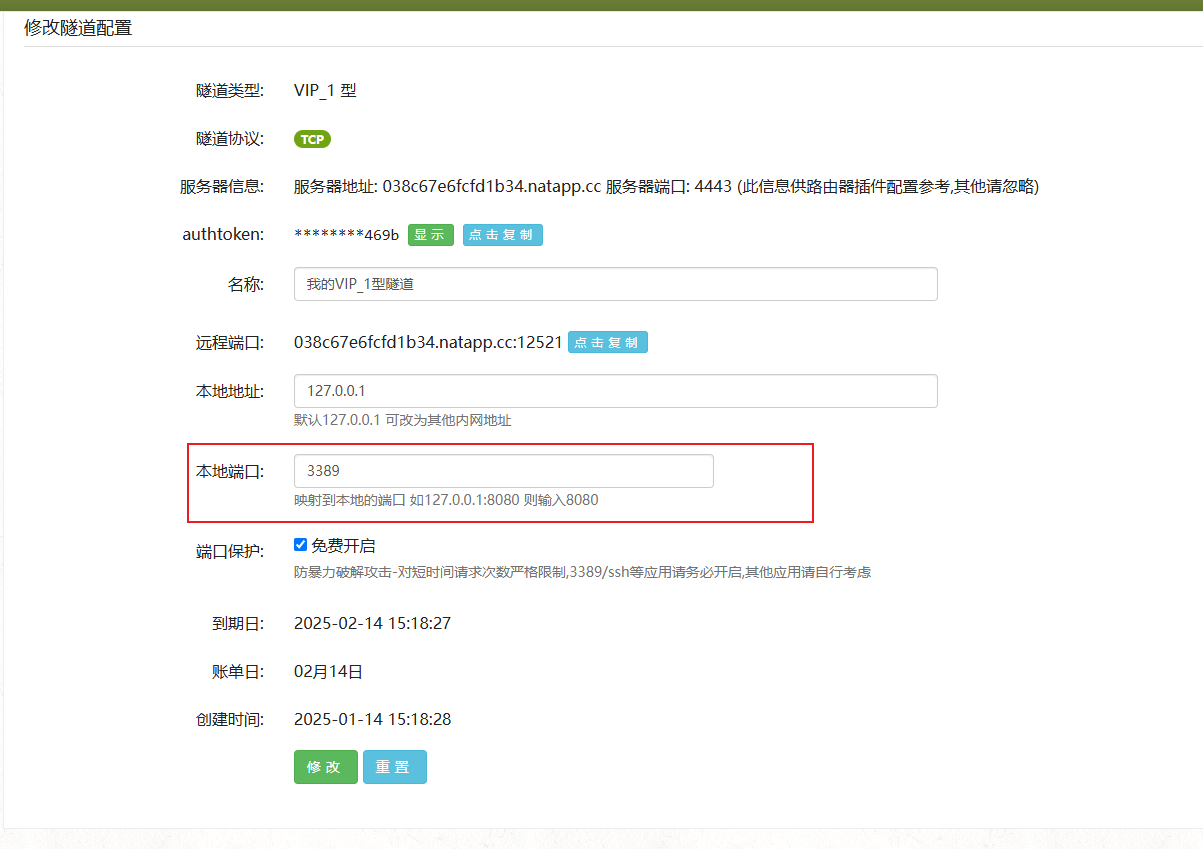 修改隧道配置
隧道类型: VIP_1 型
隧道协议: TCP
服务器信息: 服务器地址: 038c67e6fcfd1b34.natapp.cc 服务器端口: 4443 (此信息供路由器插件配置参考,其他请忽略)
authtoken: ********469b 显示 点击复制
名称: 我的VIP_1型隧道
远程端口: 038c67e6fcfd1b34.natapp.cc:12521 点击复制
本地地址: 127.0.0.1
默认127.0.0.1 可改为其他内网地址
本地端口: 3389
映射到本地的端口 如127.0.0.1:8080 则输入8080
端口保护: 免费开启
防暴力破解攻击-对短时间请求次数严格限制,3389/ssh等应用请务必开启,其他应用请自行考虑
到期日: 2025-02-14 15:18:27
账单日: 02月14日
创建时间: 2025-01-14 15:18:28
修改 重置